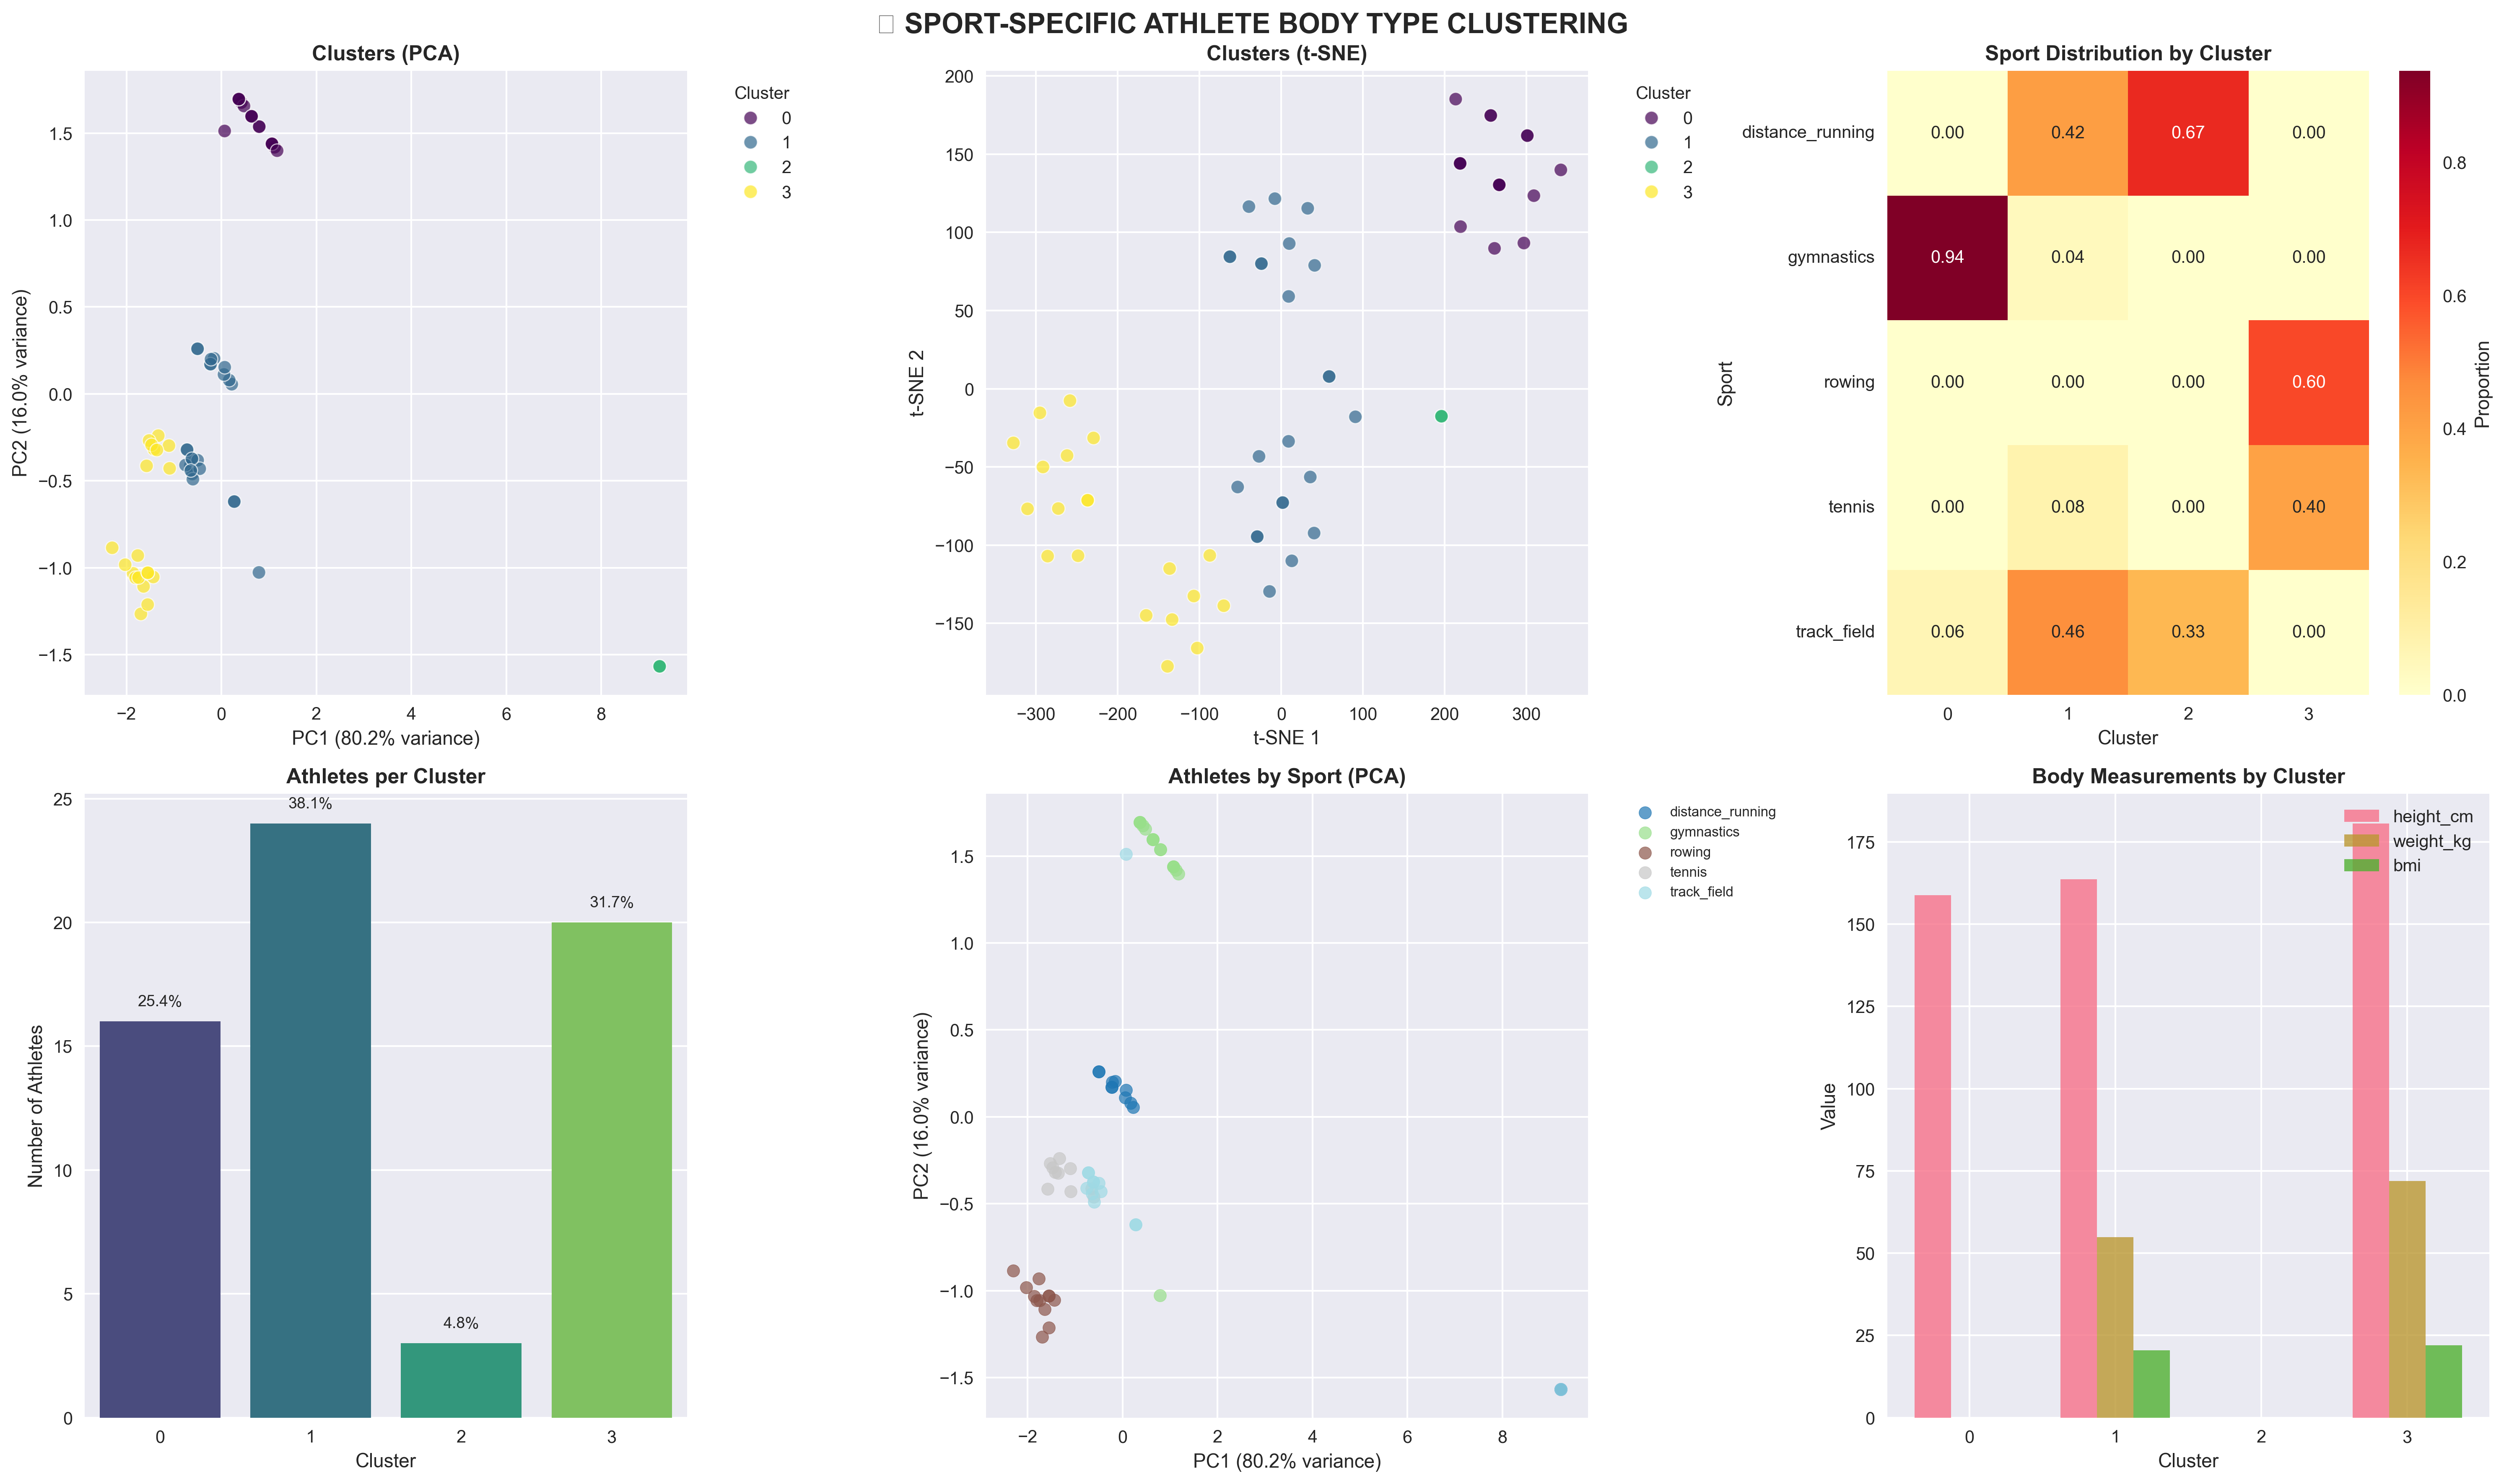 ▯ SPORT-SPECIFIC ATHLETE BODY TYPE CLUSTERING
Clusters (PCA)
1.5
1.0
0.5
0.0
−0.5
−1.0
−1.5
PC2 (16.0% variance)
−2
0
2
4
6
8
PC1 (80.2% variance)
Cluster
0
1
2
3
Clusters (t-SNE)
200
150
100
50
0
−50
−100
−150
t-SNE 2
−300
−200
−100
0
100
200
300
t-SNE 1
Cluster
0
1
2
3
Sport Distribution by Cluster
Sport
distance_running
0.00 0.42 0.67 0.00
gymnastics
0.94 0.04 0.00 0.00
rowing
0.00 0.00 0.00 0.60
tennis
0.00 0.08 0.00 0.40
track_field
0.06 0.46 0.33 0.00
0
1
2
3
Cluster
0.8
0.6
0.4
0.2
0.0
Proportion
Athletes per Cluster
25
20
15
10
5
0
Number of Athletes
25.4%
38.1%
4.8%
31.7%
0
1
2
3
Cluster
Athletes by Sport (PCA)
1.5
1.0
0.5
0.0
−0.5
−1.0
−1.5
PC2 (16.0% variance)
−2
0
2
4
6
8
PC1 (80.2% variance)
distance_running
gymnastics
rowing
tennis
track_field
Body Measurements by Cluster
175
150
125
100
75
50
25
0
Value
height_cm
weight_kg
bmi
0
1
2
3
Cluster